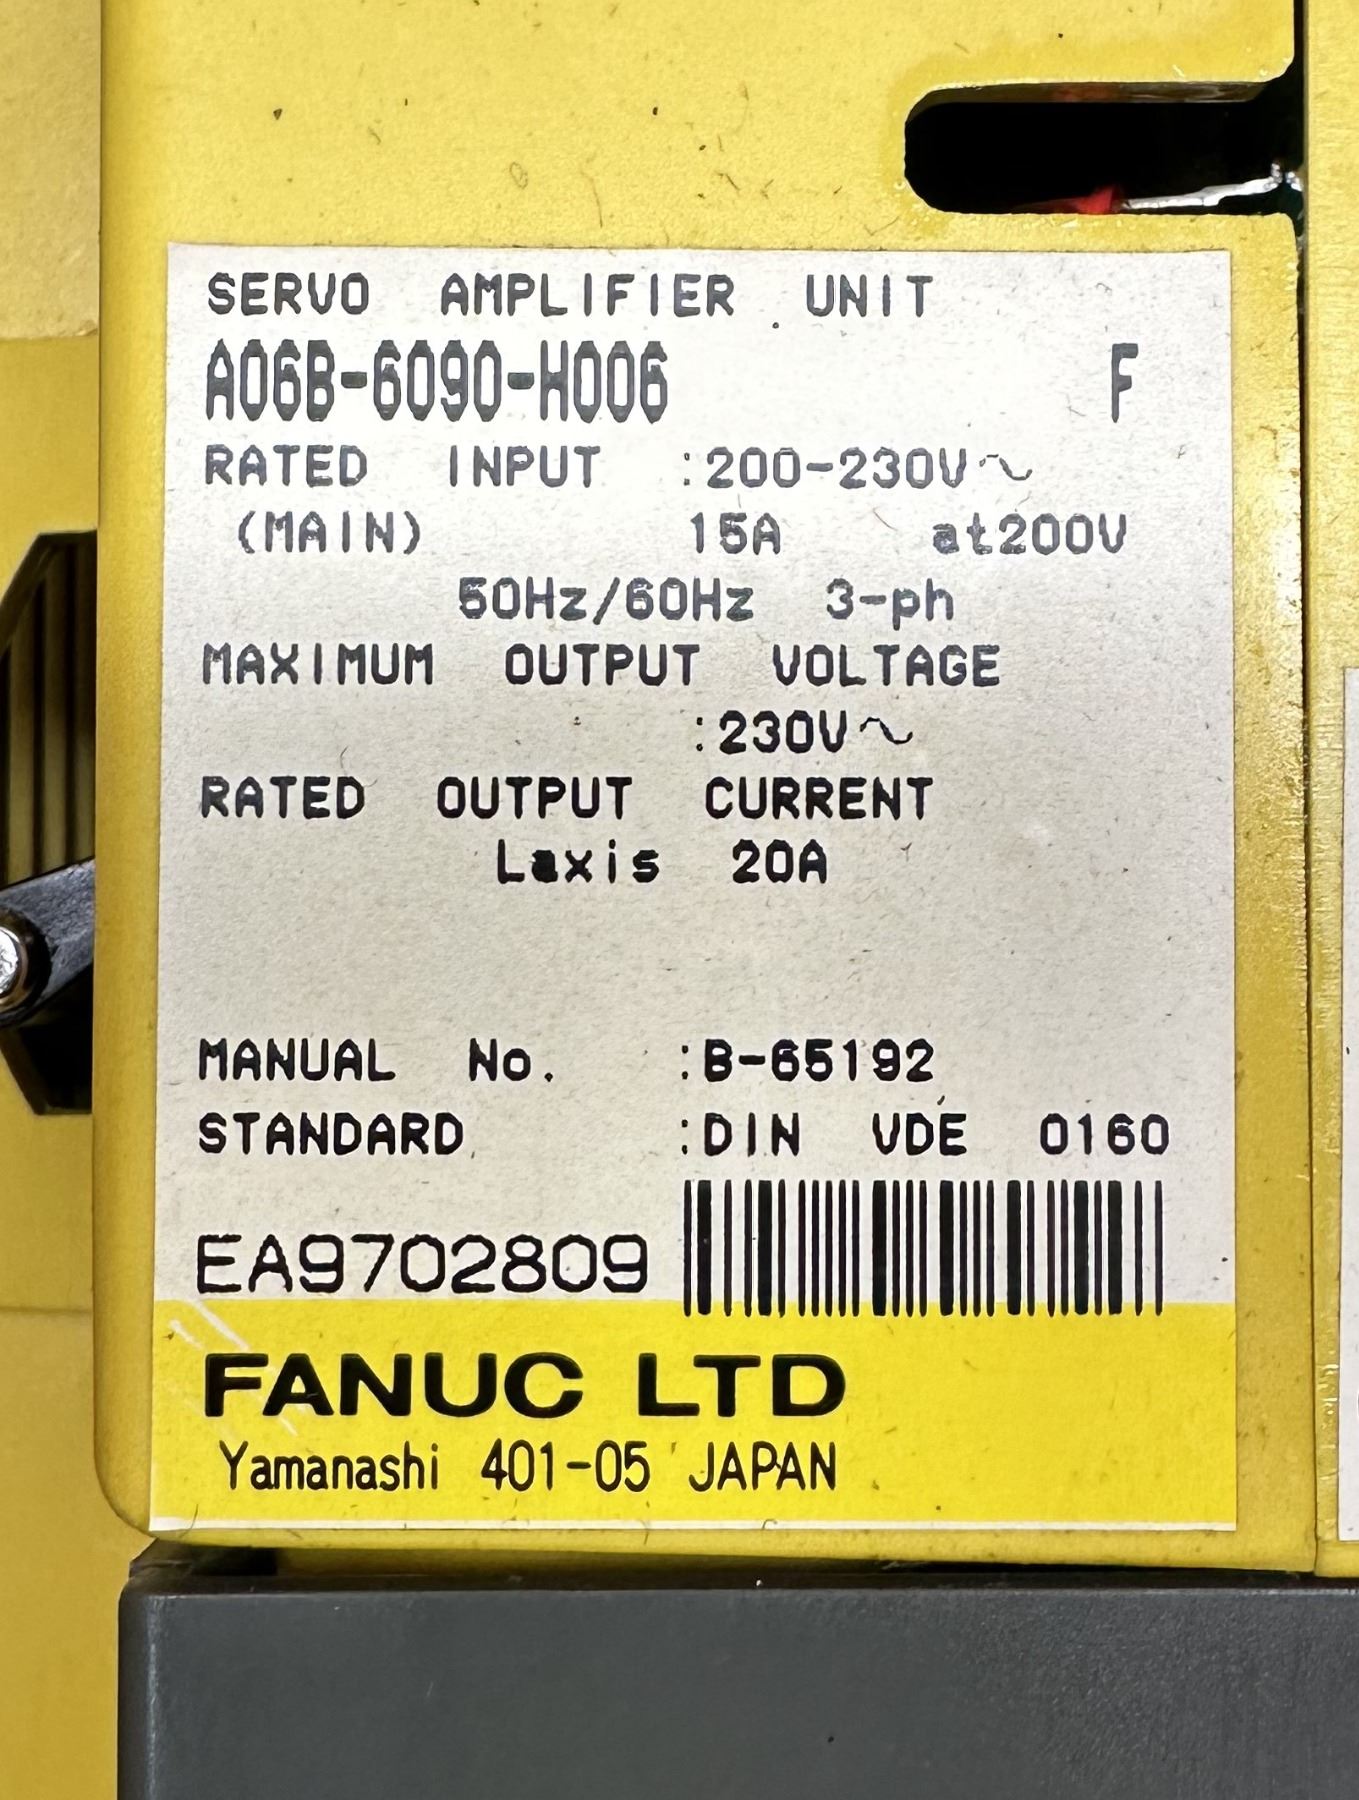 SERVO AMPLIFIER UNIT
A06B-6090-H006 F
RATED INPUT :200-230V～
(MAIN) 15A at200V
50Hz/60Hz 3-ph
MAXIMUM OUTPUT VOLTAGE
:230V～
RATED OUTPUT CURRENT
Laxis 20A
MANUAL No. :B-65192
STANDARD :DIN VDE 0160
EA9702809
FANUC LTD
Yamanashi 401-05 JAPAN